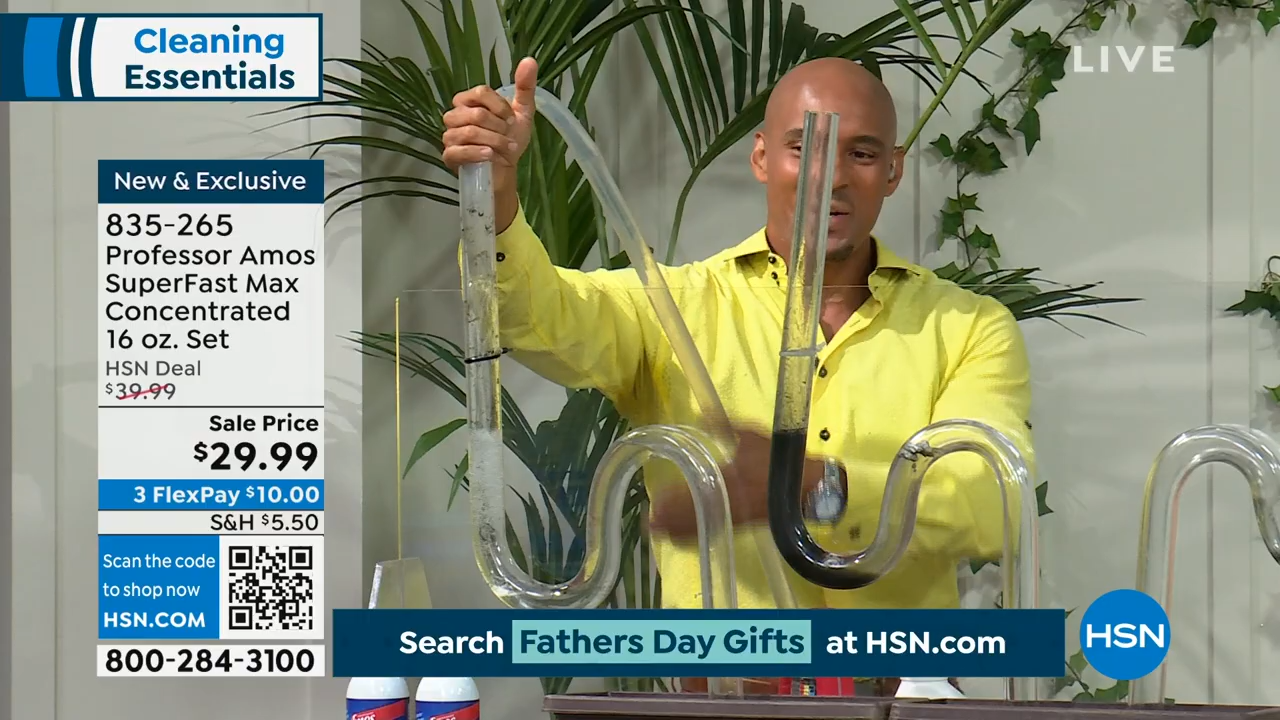 Cleaning
Essentials
LIVE
New & Exclusive
835-265
Professor Amos
SuperFast Max
Concentrated
16 oz. Set
HSN Deal
$39.99
Sale Price
$29.99
3 FlexPay $10.00
S&H $5.50
Scan the code
to shop now
HSN.COM
800-284-3100
Search Fathers Day Gifts at HSN.com
HSN